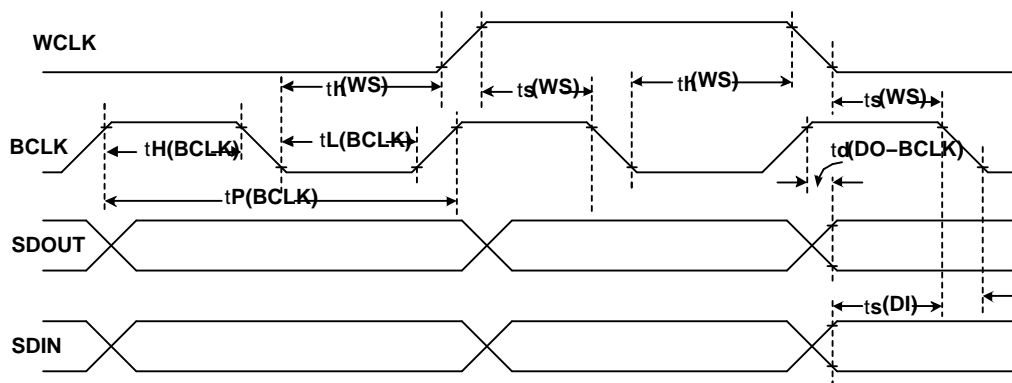 WCLK
th(WS) ts(WS) th(WS) ts(WS)
BCLK
tH(BCLK) tL(BCLK) td(DO−BCLK)
tP(BCLK)
SDOUT
ts(DI)
SDIN